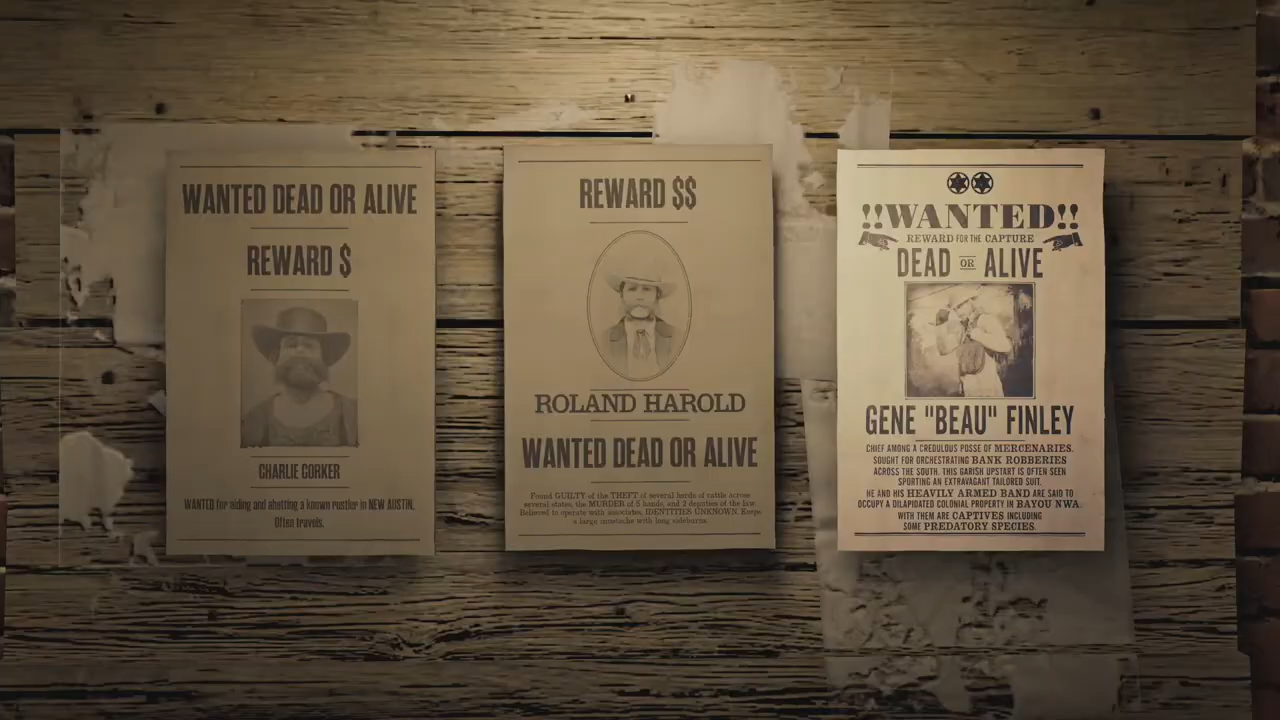 WANTED DEAD OR ALIVE
REWARD $
CHARLIE CORKER
WANTED for aiding and abetting a known rustler in NEW AUSTIN.
Often travels.
REWARD $$
ROLAND HAROLD
WANTED DEAD OR ALIVE
Found GUILTY of the THEFT of several herds of cattle across
several states, the MURDER of 5 hands, and 2 deputies of the law.
Believed to operate with associates, IDENTITIES UNKNOWN. Keeps
a large mustache with long sideburns.
!!WANTED!!
REWARD FOR THE CAPTURE
DEAD OR ALIVE
GENE "BEAU" FINLEY
CHIEF AMONG A CREDULOUS POSSE OF MERCENARIES.
SOUGHT FOR ORCHESTRATING BANK ROBBERIES
ACROSS THE SOUTH. THIS GARISH UPSTART IS OFTEN SEEN
SPORTING AN EXTRAVAGANT TAILORED SUIT.
HE AND HIS HEAVILY ARMED BAND ARE SAID TO
OCCUPY A DILAPIDATED COLONIAL PROPERTY IN BAYOU NWA.
WITH THEM ARE CAPTIVES INCLUDING
SOME PREDATORY SPECIES.